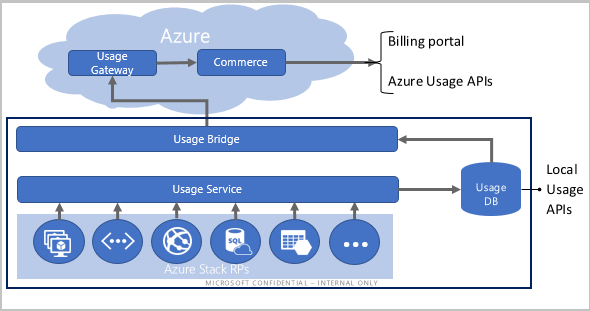 Azure
Usage
Gateway
Commerce
Billing portal
Azure Usage APIs
Usage Bridge
Usage Service
Usage
DB
Local
Usage
APIs
SQL
Azure Stack RPs
MICROSOFT CONFIDENTIAL – INTERNAL ONLY